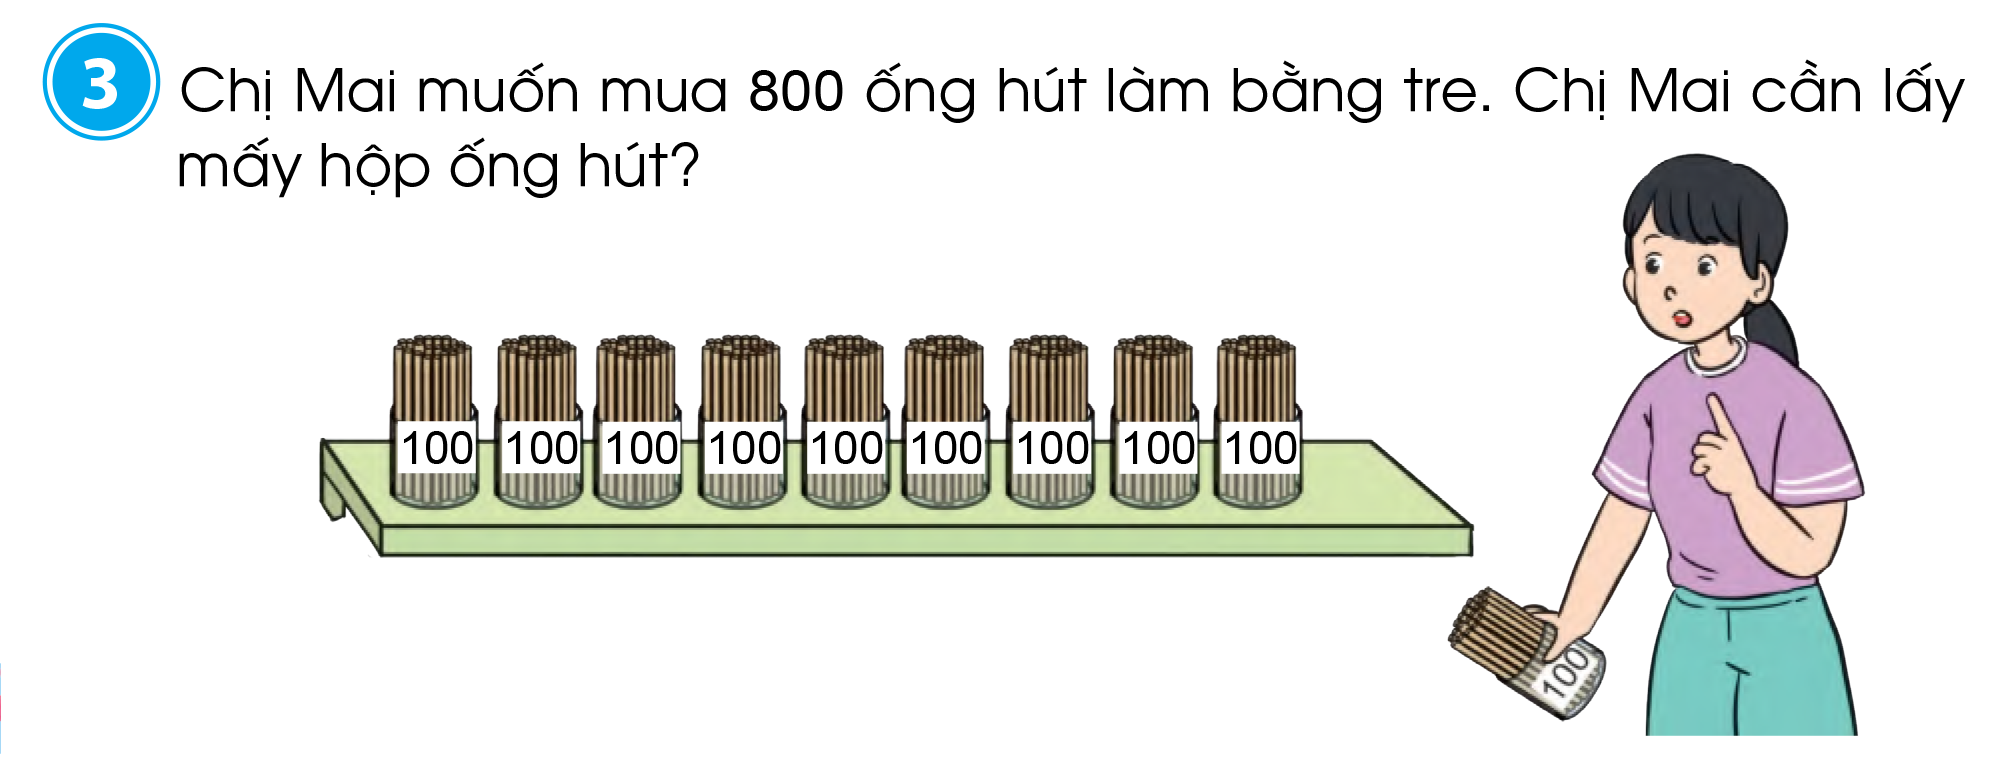 3 Chị Mai muốn mua 800 ống hút làm bằng tre. Chị Mai cần lấy
mấy hộp ống hút?
100 100 100 100 100 100 100 100 100
100